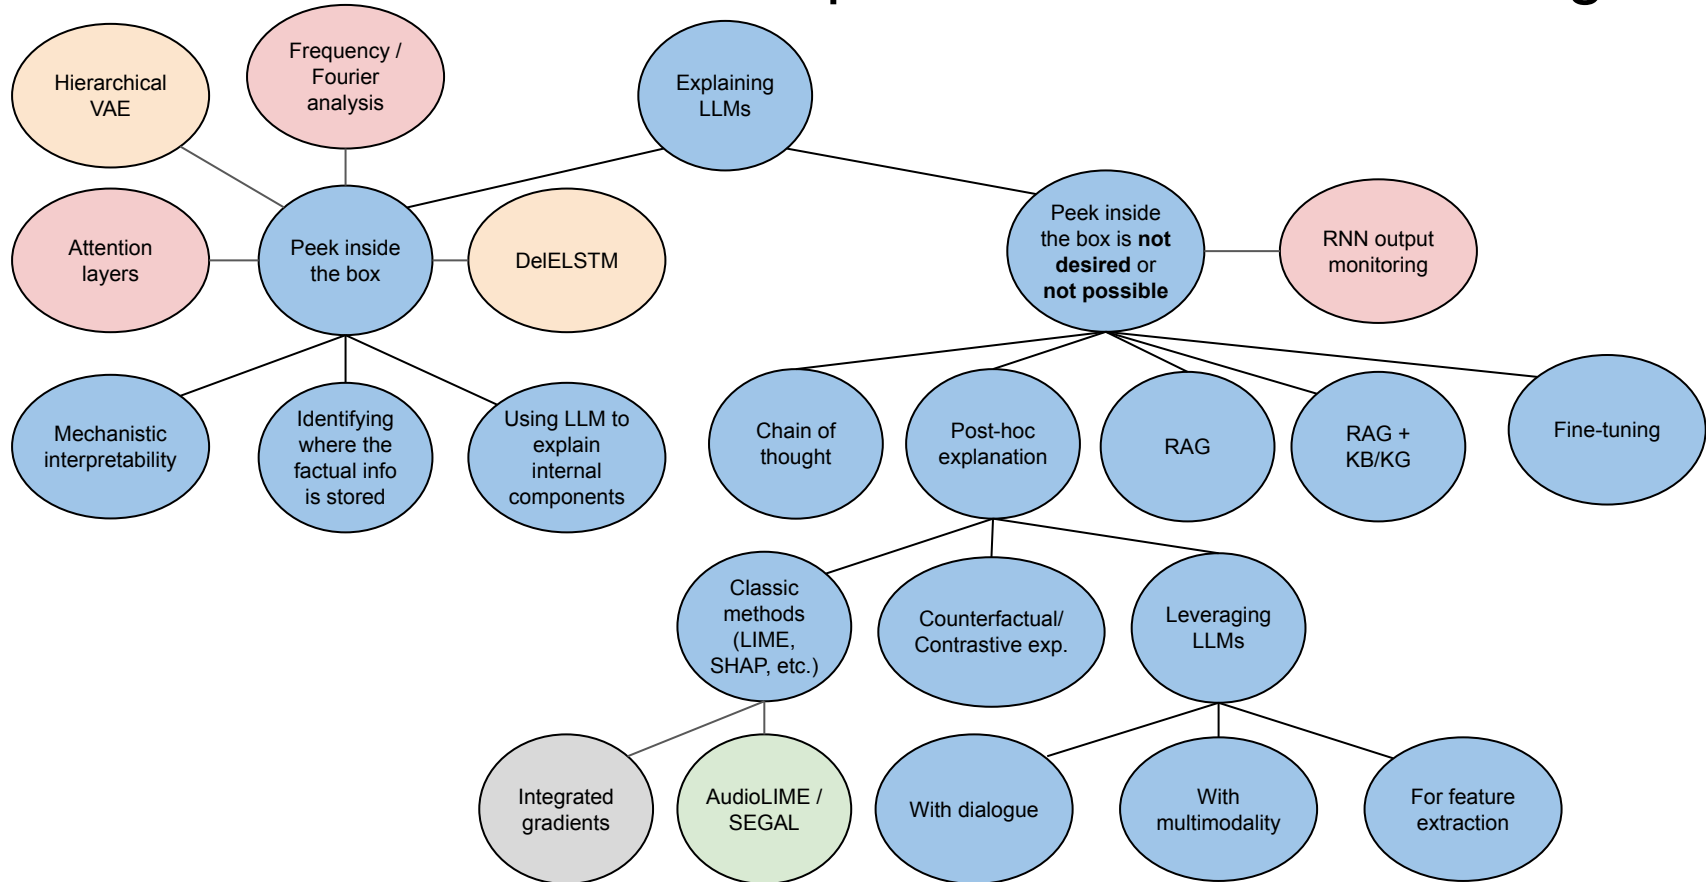 Hierarchical
VAE
Frequency /
Fourier
analysis
Explaining
LLMs
Attention
layers
Peek inside
the box
DelELSTM
Peek inside
the box is not
desired or
not possible
RNN output
monitoring
Mechanistic
interpretability
Identifying
where the
factual info
is stored
Using LLM to
explain
internal
components
Chain of
thought
Post-hoc
explanation
RAG
RAG +
KB/KG
Fine-tuning
Classic
methods
(LIME,
SHAP, etc.)
Counterfactual/
Contrastive exp.
Leveraging
LLMs
Integrated
gradients
AudioLIME /
SEGAL
With dialogue
With
multimodality
For feature
extraction